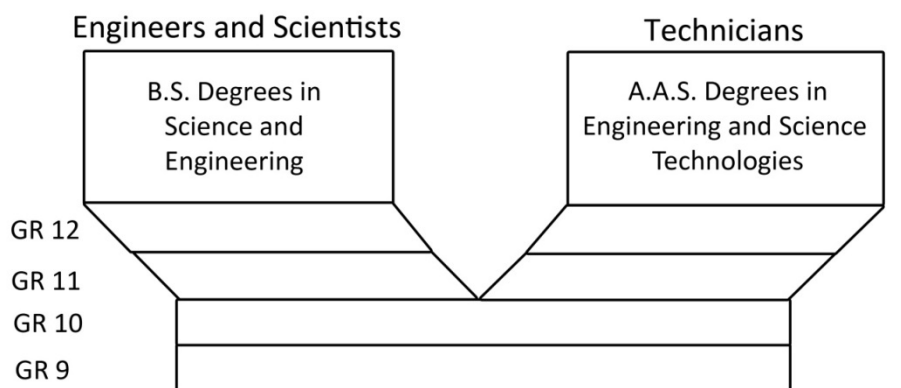 Engineers and Scientists
Technicians
B.S. Degrees in
Science and
Engineering
A.A.S. Degrees in
Engineering and Science
Technologies
GR 12
GR 11
GR 10
GR 9